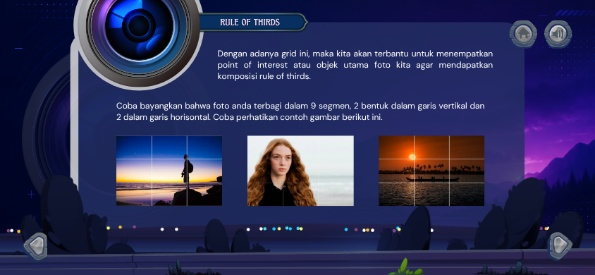 RULE OF THIRDS
Dengan adanya grid ini, maka kita akan terbantu untuk menempatkan
point of interest atau objek utama foto kita agar mendapatkan
komposisi rule of thirds.
Coba bayangkan bahwa foto anda terbagi dalam 9 segmen, 2 bentuk dalam garis vertikal dan
2 dalam garis horisontal. Coba perhatikan contoh gambar berikut ini.